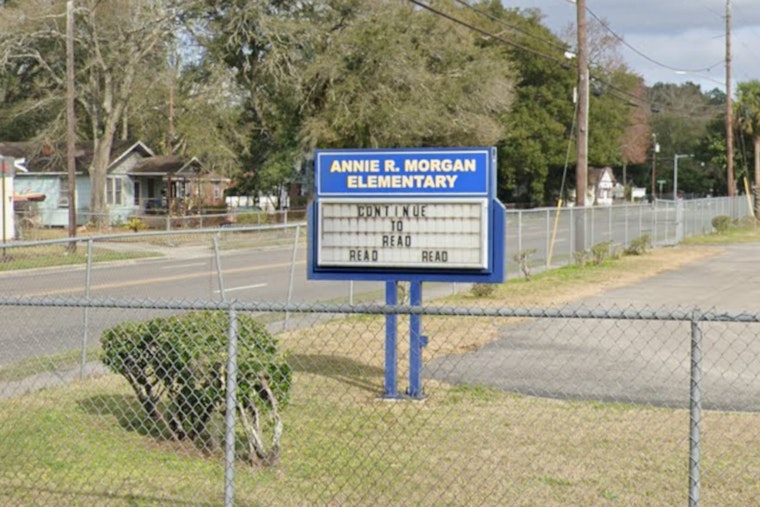 ANNIE R. MORGAN
ELEMENTARY
CONTINUE
TO
READ
READ READ